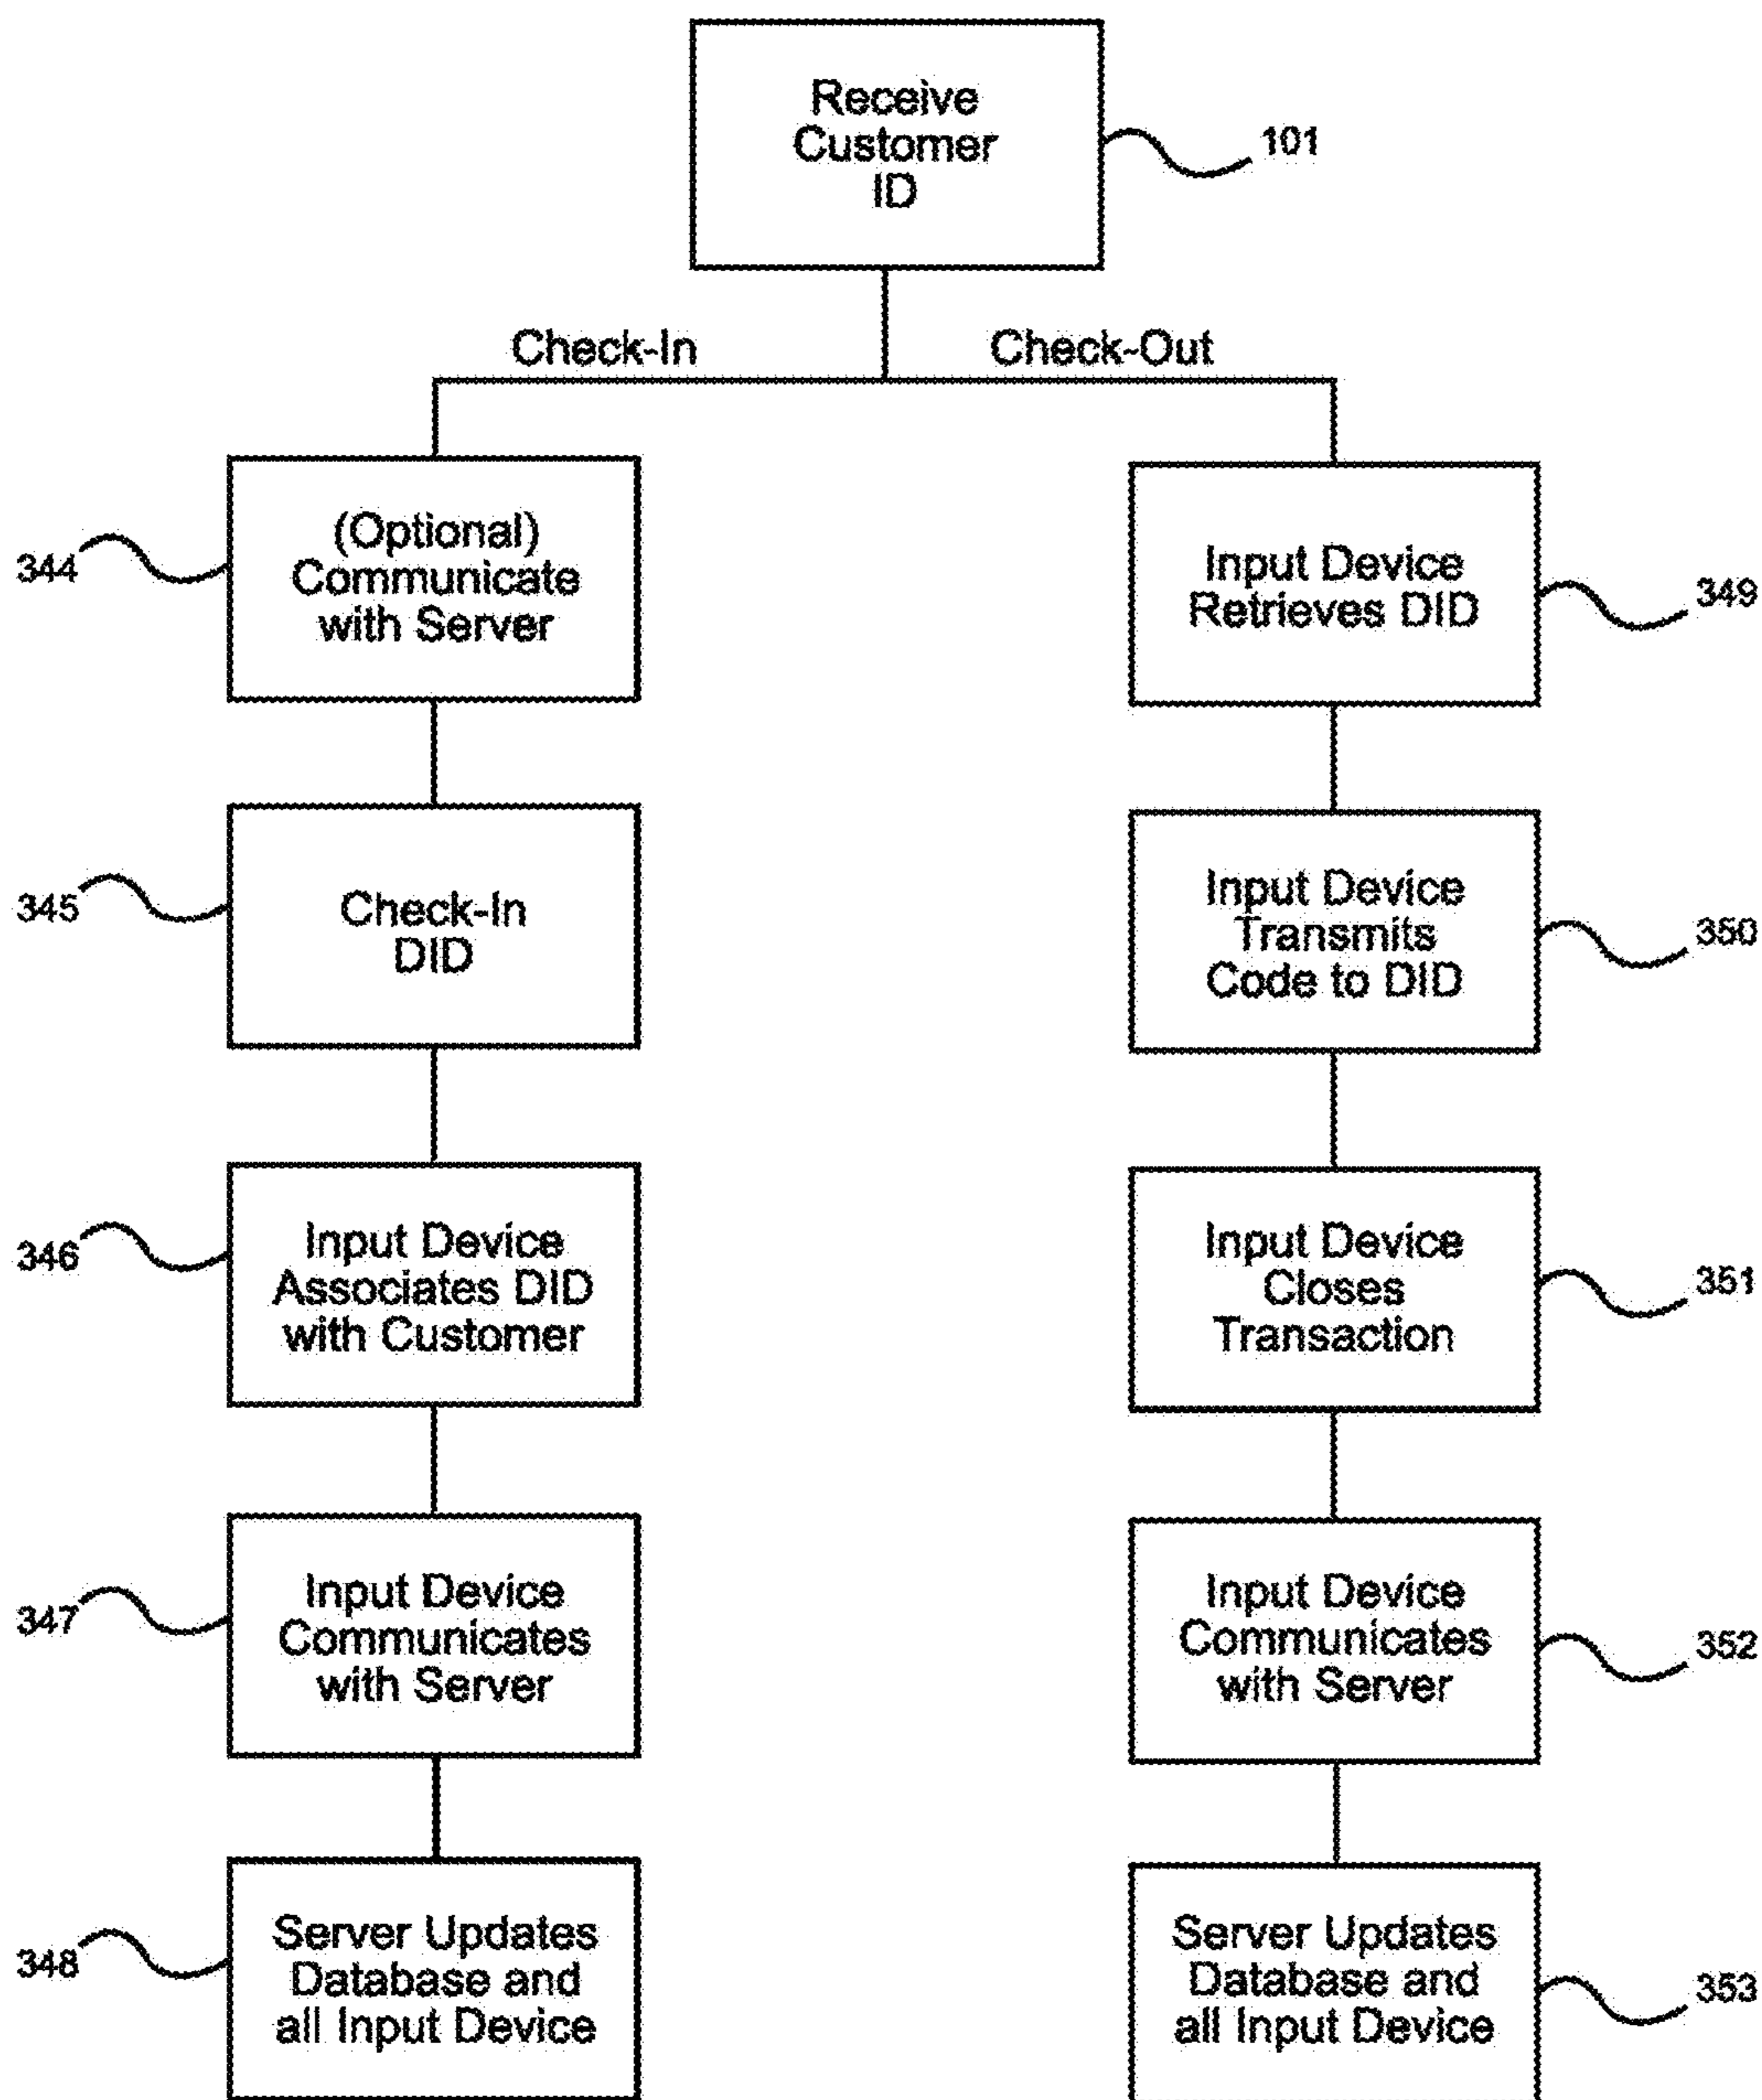 Receive
Customer
ID
101
Check-In
Check-Out
(Optional)
Communicate
with Server
344
Input Device
Retrieves DID
349
Check-In
DID
345
Input Device
Transmits
Code to DID
350
Input Device
Associates DID
with Customer
346
Input Device
Closes
Transaction
351
Input Device
Communicates
with Server
347
Input Device
Communicates
with Server
352
Server Updates
Database and
all Input Device
348
Server Updates
Database and
all Input Device
353